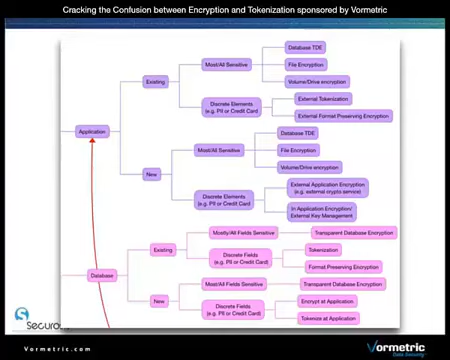 Cracking the Confusion between Encryption and Tokenization sponsored by Vormetric
Application
Existing
Most/All Sensitive
Database TDE
File Encryption
Volume/Drive encryption
Discrete Elements
(e.g. PII or Credit Card)
External Tokenization
External Format Preserving Encryption
New
Most/All Sensitive
Database TDE
File Encryption
Volume/Drive encryption
Discrete Elements
(e.g. PII or Credit Card)
External Application Encryption
(e.g. external crypto service)
In Application Encryption/
External Key Management
Database
Existing
Mostly/All Fields Sensitive
Transparent Database Encryption
Discrete Fields
(e.g. PII or Credit Card)
Tokenization
Format Preserving Encryption
New
Most/All Fields Sensitive
Transparent Database Encryption
Discrete Fields
(e.g. PII or Credit Card)
Encrypt at Application
Tokenize at Application
Vormetric.com
Vormetric
Data Security